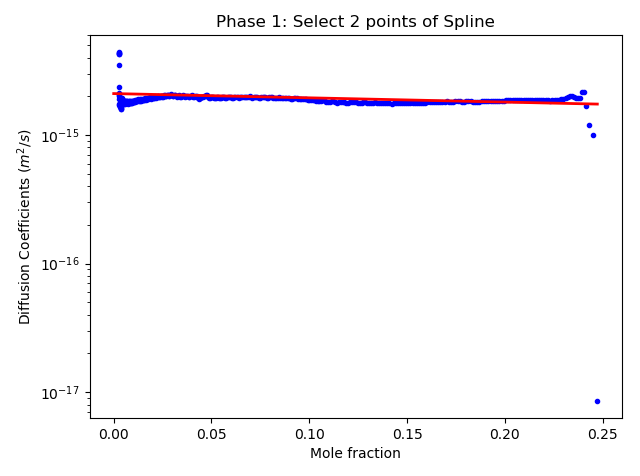 Phase 1: Select 2 points of Spline
Diffusion Coefficients (m²/s)
10⁻¹⁵
10⁻¹⁶
10⁻¹⁷
0.00 0.05 0.10 0.15 0.20 0.25
Mole fraction